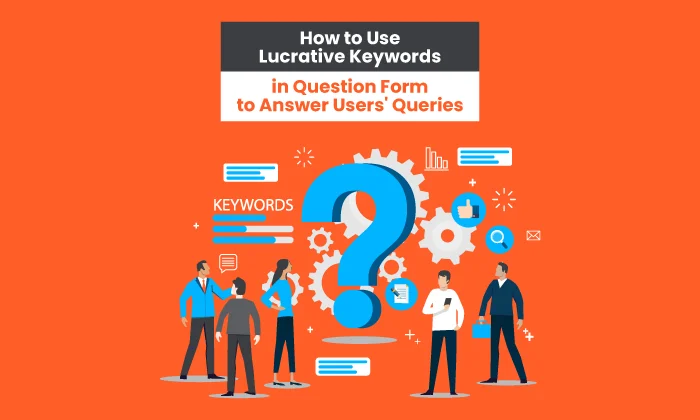 How to Use
Lucrative Keywords
in Question Form
to Answer Users' Queries
KEYWORDS